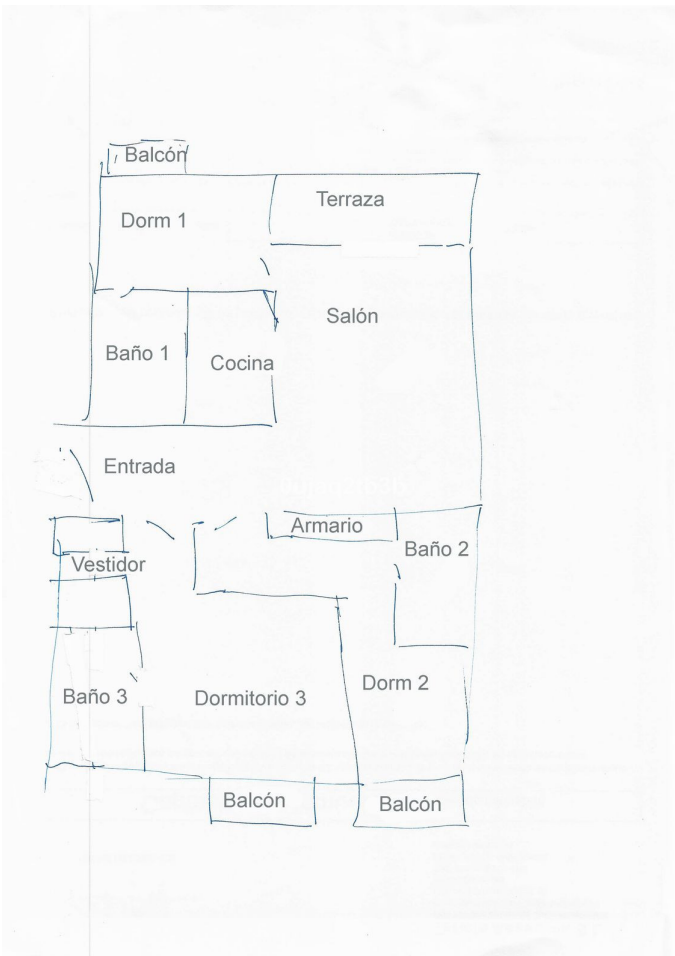 Balcón
Terraza
Dorm 1
Salón
Baño 1
Cocina
Entrada
Armario
Baño 2
Vestidor
Dorm 2
Baño 3
Dormitorio 3
Balcón
Balcón